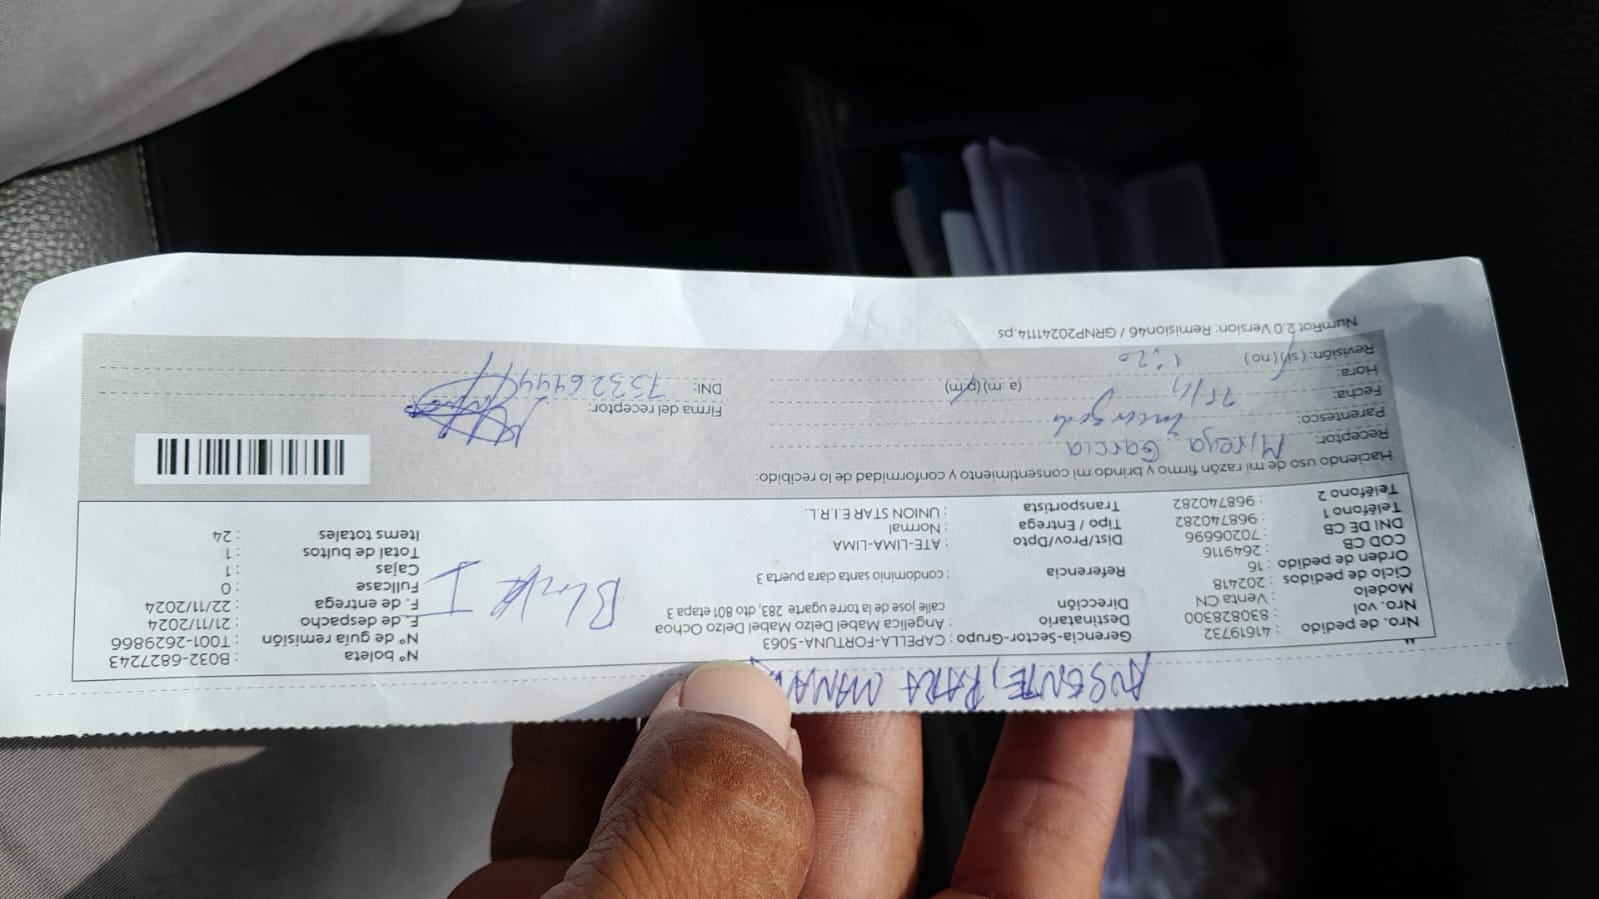 AUSENTE, PARA MANANA
Nro. de pedido : 41619732
Nro. vol : 830828300
Modelo : Venta CN
Ciclo de pedidos : 202418
Orden de pedido : 16
COD CB : 2649116
DNI DE CB : 70206696
Teléfono 1 : 968740282
Teléfono 2 : 968740282
Gerencia-Sector-Grupo : CAPELLA-FORTUNA-5063
Destinatario : Angelica Mabel Delzo Mabel Delzo Ochoa
Dirección : calle jose de la torre ugarte 283, dto 801 etapa 3
Referencia : condominio santa clara puerta 3
Dist/Prov/Dpto : ATE-LIMA-LIMA
Tipo / Entrega : Normal
Transportista : UNION STAR E.I.R.L.
N° boleta : B032-6827243
N° de guía remisión : T001-2629866
F. de despacho : 21/11/2024
F. de entrega : 22/11/2024
Fullcase : 0
Cajas : 1
Total de bultos : 1
Items totales : 24
Haciendo uso de mi razón firmo y brindo mi consentimiento y conformidad de lo recibido:
Receptor: Mireya Garcia
Parentesco:
Fecha:
Hora: 1:20 (a.m) (p.m)
Revisión: (si) (no)
Firma del receptor:
DNI:
NumRot 2.0 Version: Remision46 / GRNP20241114.ps